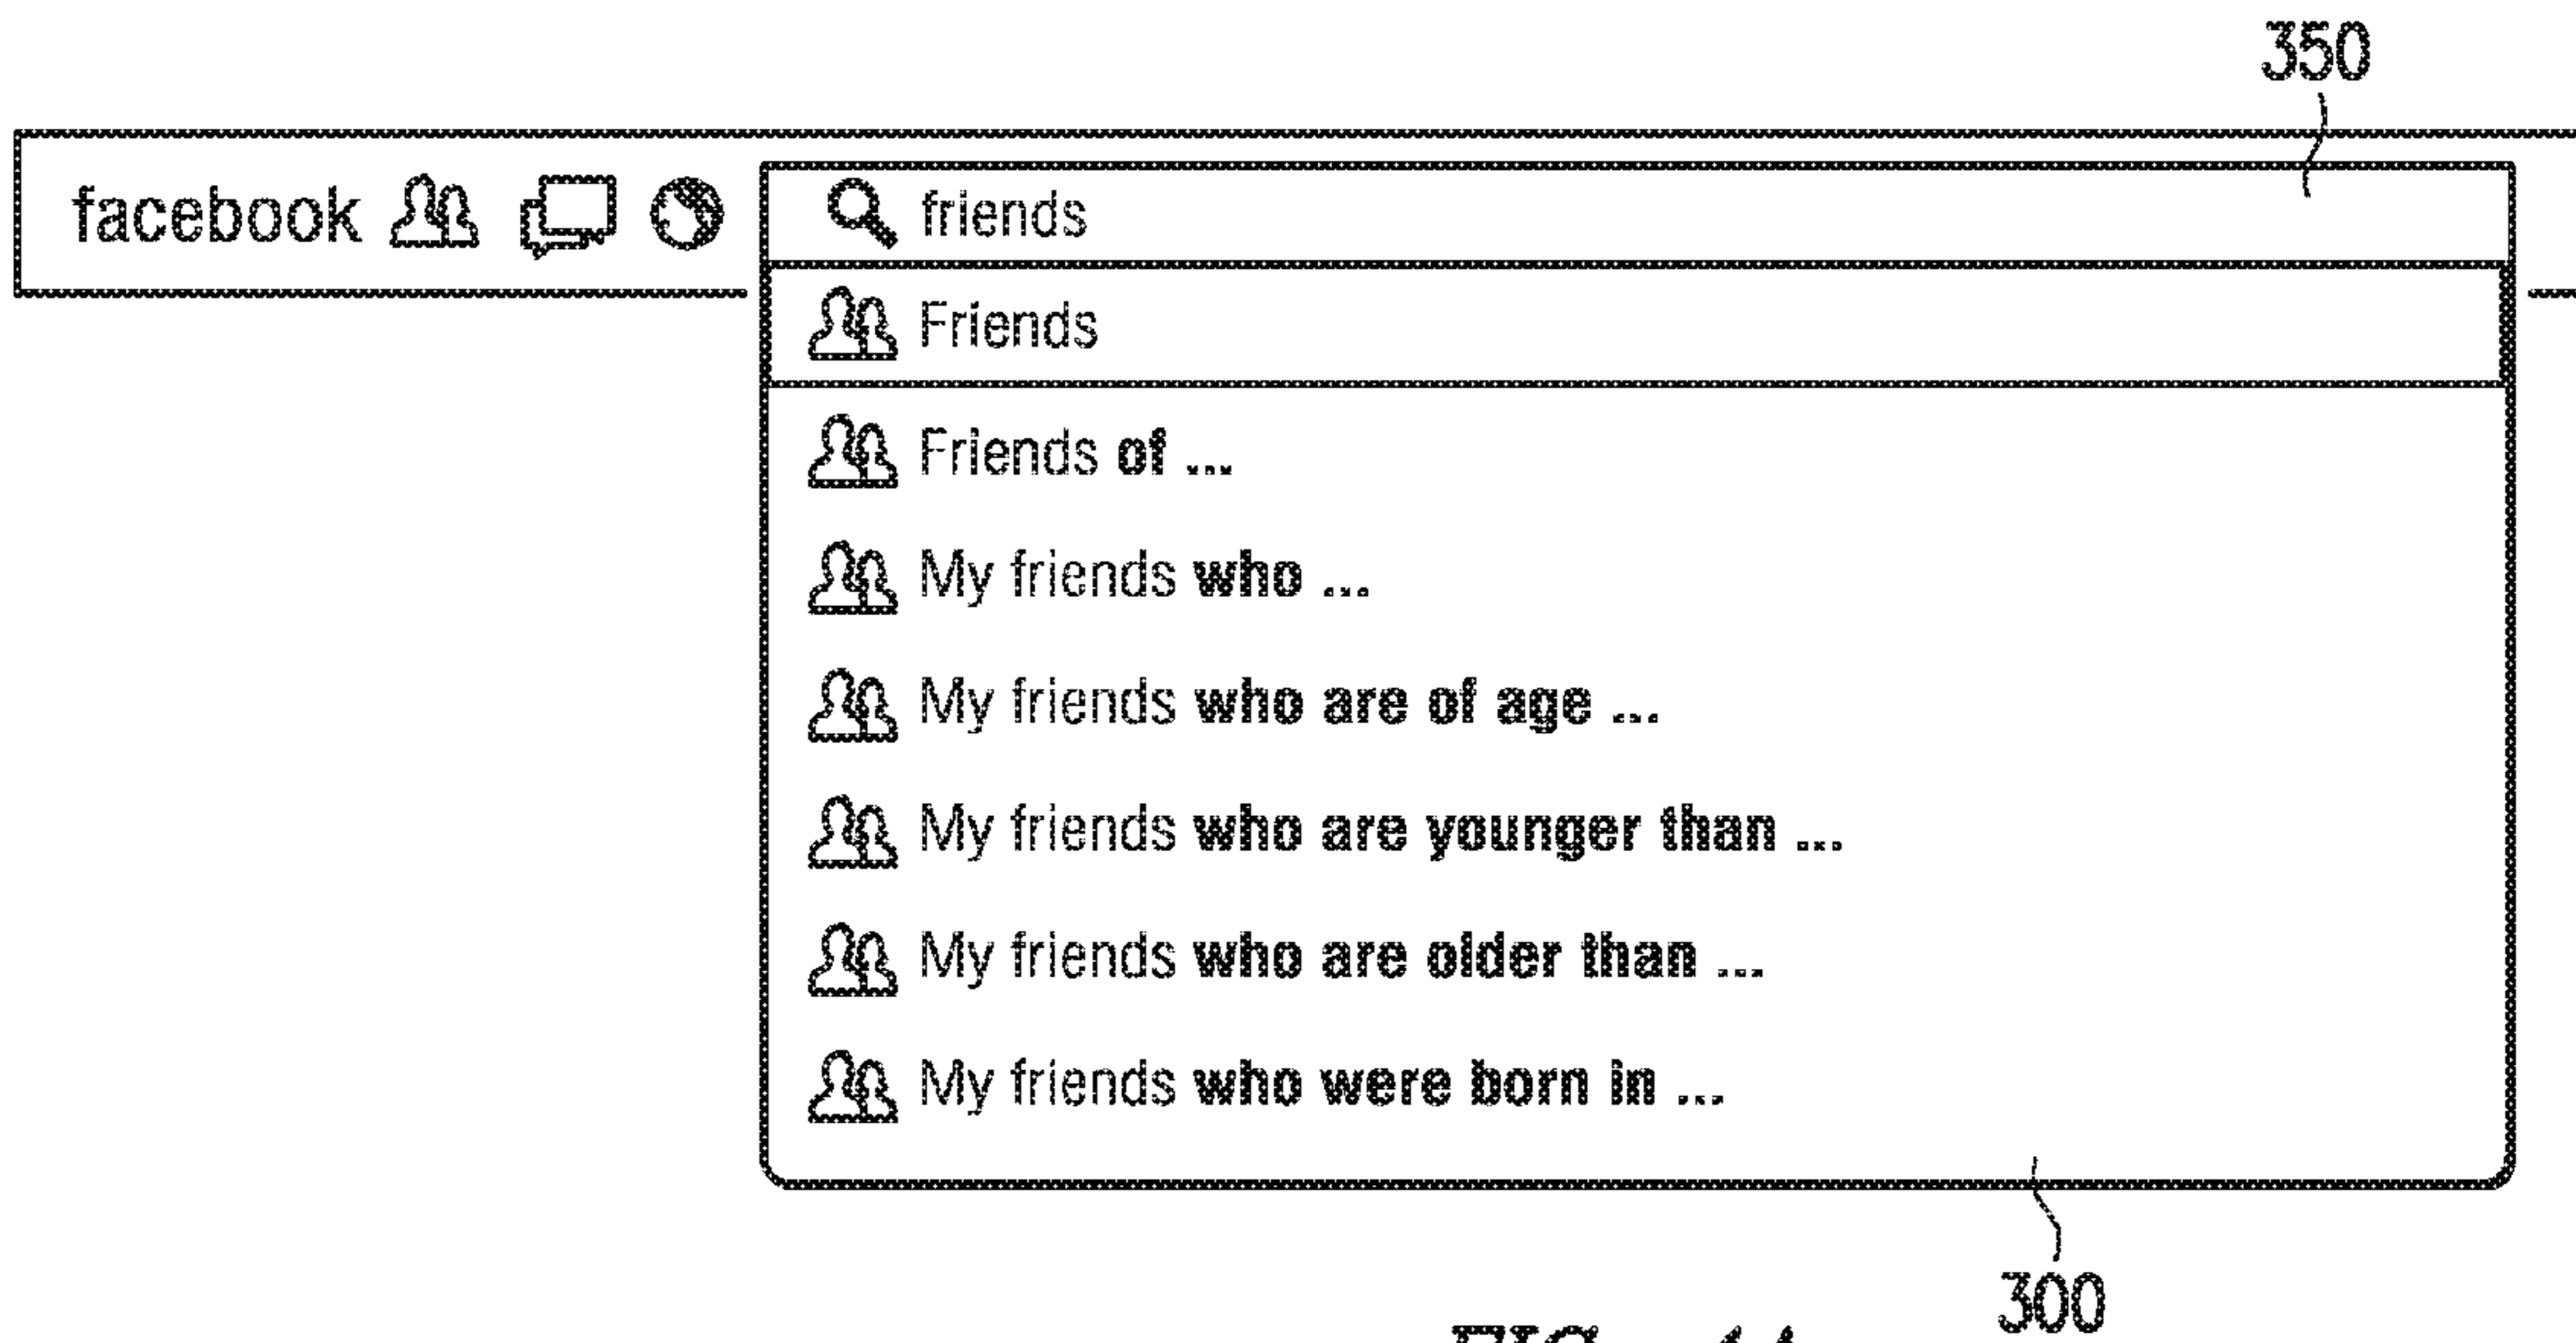 350
facebook friends
Friends
Friends of ...
My friends who ...
My friends who are of age ...
My friends who are younger than ...
My friends who are older than ...
My friends who were born in ...
300